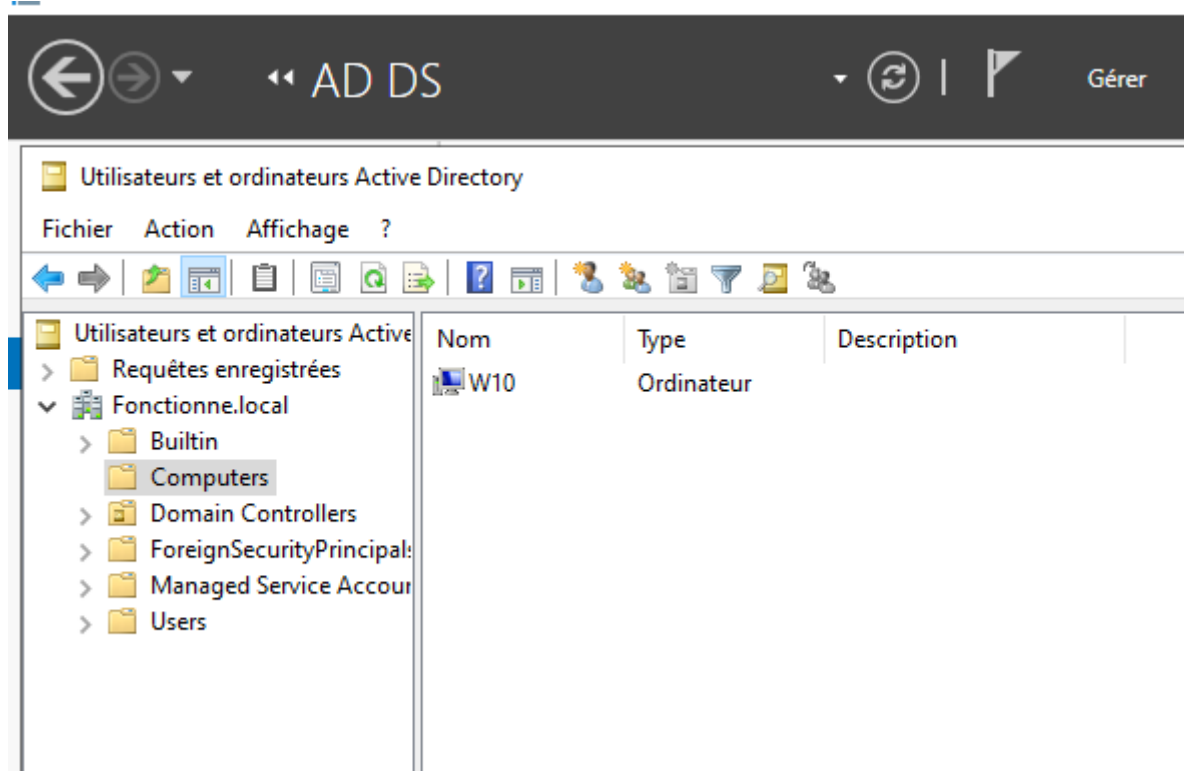 AD DS Gérer
Utilisateurs et ordinateurs Active Directory
Fichier Action Affichage ?
Utilisateurs et ordinateurs Active
Nom Type Description
Requêtes enregistrées
W10 Ordinateur
Fonctionne.local
Builtin
Computers
Domain Controllers
ForeignSecurityPrincipals
Managed Service Accour
Users